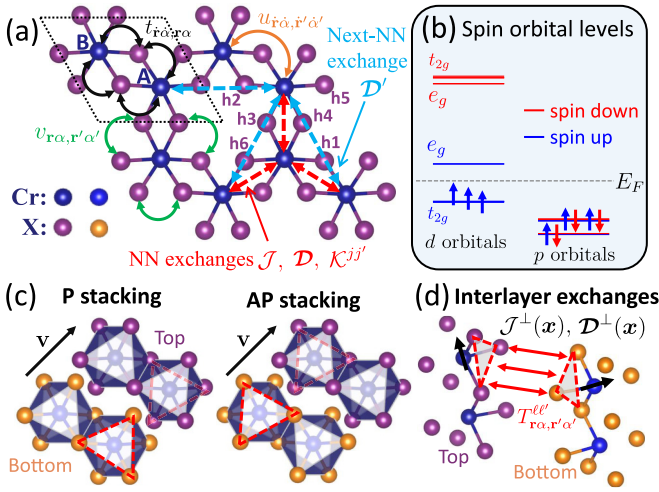 (a)
B
t_{ṙα̇,rα}
u_{ṙα̇,ṙ′α̇′}
A
Next-NN
exchange
𝒟′
h2
h5
h3
h4
h6
h1
v_{rα,r′α′}
Cr:
X:
NN exchanges 𝒥, 𝓓, 𝒦^{jj′}
(b) Spin orbital levels
t_{2g}
e_g
spin down
e_g
spin up
E_F
t_{2g}
d orbitals
p orbitals
(c)
P stacking
AP stacking
v
Top
v
Bottom
(d) Interlayer exchanges
𝒥^⊥(x), 𝓓^⊥(x)
T^{ℓℓ′}_{rα,r′α′}
Top
Bottom